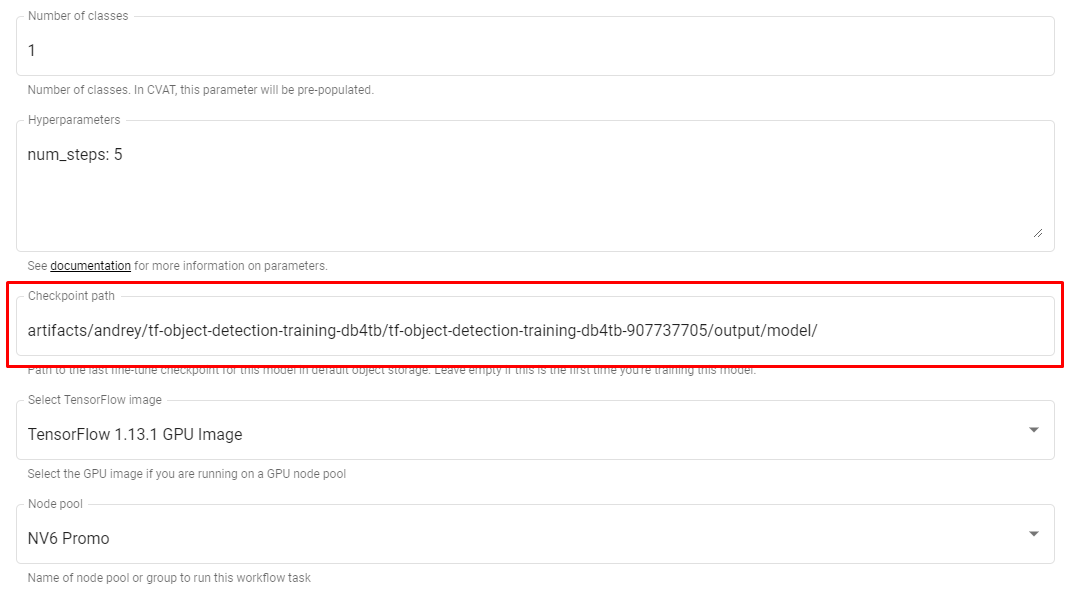 Number of classes
1
Number of classes. In CVAT, this parameter will be pre-populated.
Hyperparameters
num_steps: 5
See documentation for more information on parameters.
Checkpoint path
artifacts/andrey/tf-object-detection-training-db4tb/tf-object-detection-training-db4tb-907737705/output/model/
Path to the last fine-tune checkpoint for this model in default object storage. Leave empty if this is the first time you're training this model.
Select TensorFlow image
TensorFlow 1.13.1 GPU Image
Select the GPU image if you are running on a GPU node pool
Node pool
NV6 Promo
Name of node pool or group to run this workflow task